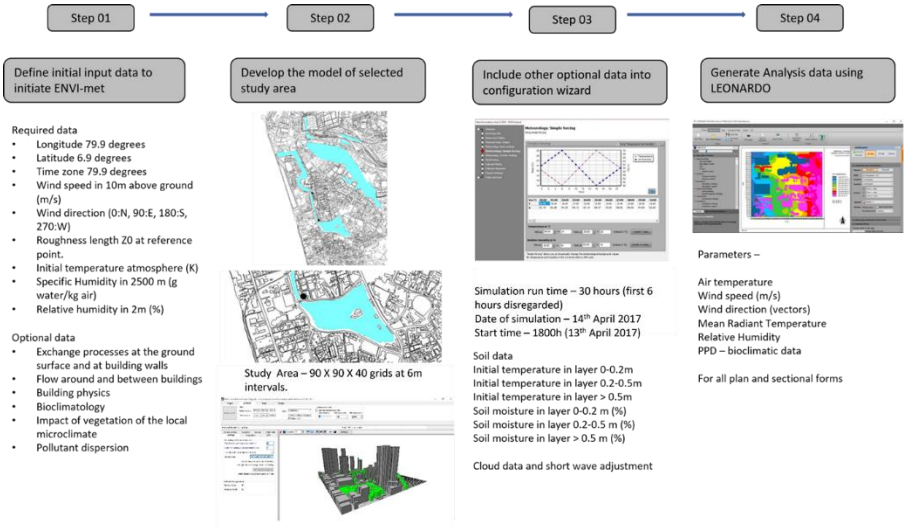 Step 01
Step 02
Step 03
Step 04
Define initial input data to
initiate ENVI-met
Required data
• Longitude 79.9 degrees
• Latitude 6.9 degrees
• Time zone 79.9 degrees
• Wind speed in 10m above ground
(m/s)
• Wind direction (0:N, 90:E, 180:S,
270:W)
• Roughness length Z0 at reference
point.
• Initial temperature atmosphere (K)
• Specific Humidity in 2500 m (g
water/kg air)
• Relative humidity in 2m (%)
Optional data
• Exchange processes at the ground
surface and at building walls
• Flow around and between buildings
• Building physics
• Bioclimatology
• Impact of vegetation of the local
microclimate
• Pollutant dispersion
Develop the model of selected
study area
Study Area – 90 X 90 X 40 grids at 6m
intervals.
Include other optional data into
configuration wizard
Meteorology: Simple forcing
Simulation run time – 30 hours (first 6
hours disregarded)
Date of simulation – 14th April 2017
Start time – 1800h (13th April 2017)
Soil data
Initial temperature in layer 0-0.2m
Initial temperature in layer 0.2-0.5m
Initial temperature in layer > 0.5m
Soil moisture in layer 0-0.2 m (%)
Soil moisture in layer 0.2-0.5 m (%)
Soil moisture in layer > 0.5 m (%)
Cloud data and short wave adjustment
Generate Analysis data using
LEONARDO
Parameters –
Air temperature
Wind speed (m/s)
Wind direction (vectors)
Mean Radiant Temperature
Relative Humidity
PPD – bioclimatic data
For all plan and sectional forms